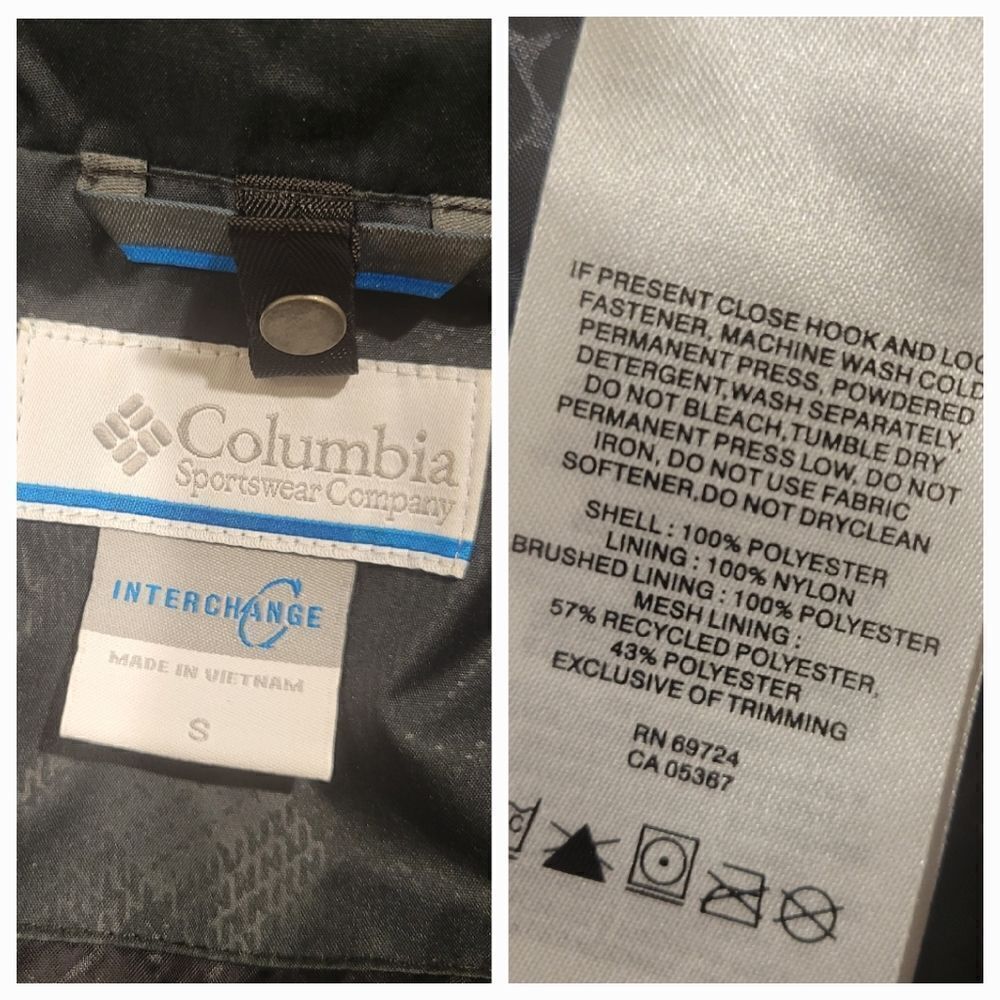 Columbia
Sportswear Company
INTERCHANGE
MADE IN VIETNAM
S
IF PRESENT CLOSE HOOK AND LOO
FASTENER, MACHINE WASH COLD
PERMANENT PRESS, POWDERED
DETERGENT,WASH SEPARATELY,
DO NOT BLEACH,TUMBLE DRY
PERMANENT PRESS LOW, DO NOT
IRON, DO NOT USE FABRIC
SOFTENER,DO NOT DRYCLEAN
SHELL : 100% POLYESTER
LINING : 100% NYLON
BRUSHED LINING : 100% POLYESTER
MESH LINING :
57% RECYCLED POLYESTER,
43% POLYESTER
EXCLUSIVE OF TRIMMING
RN 69724
CA 05367